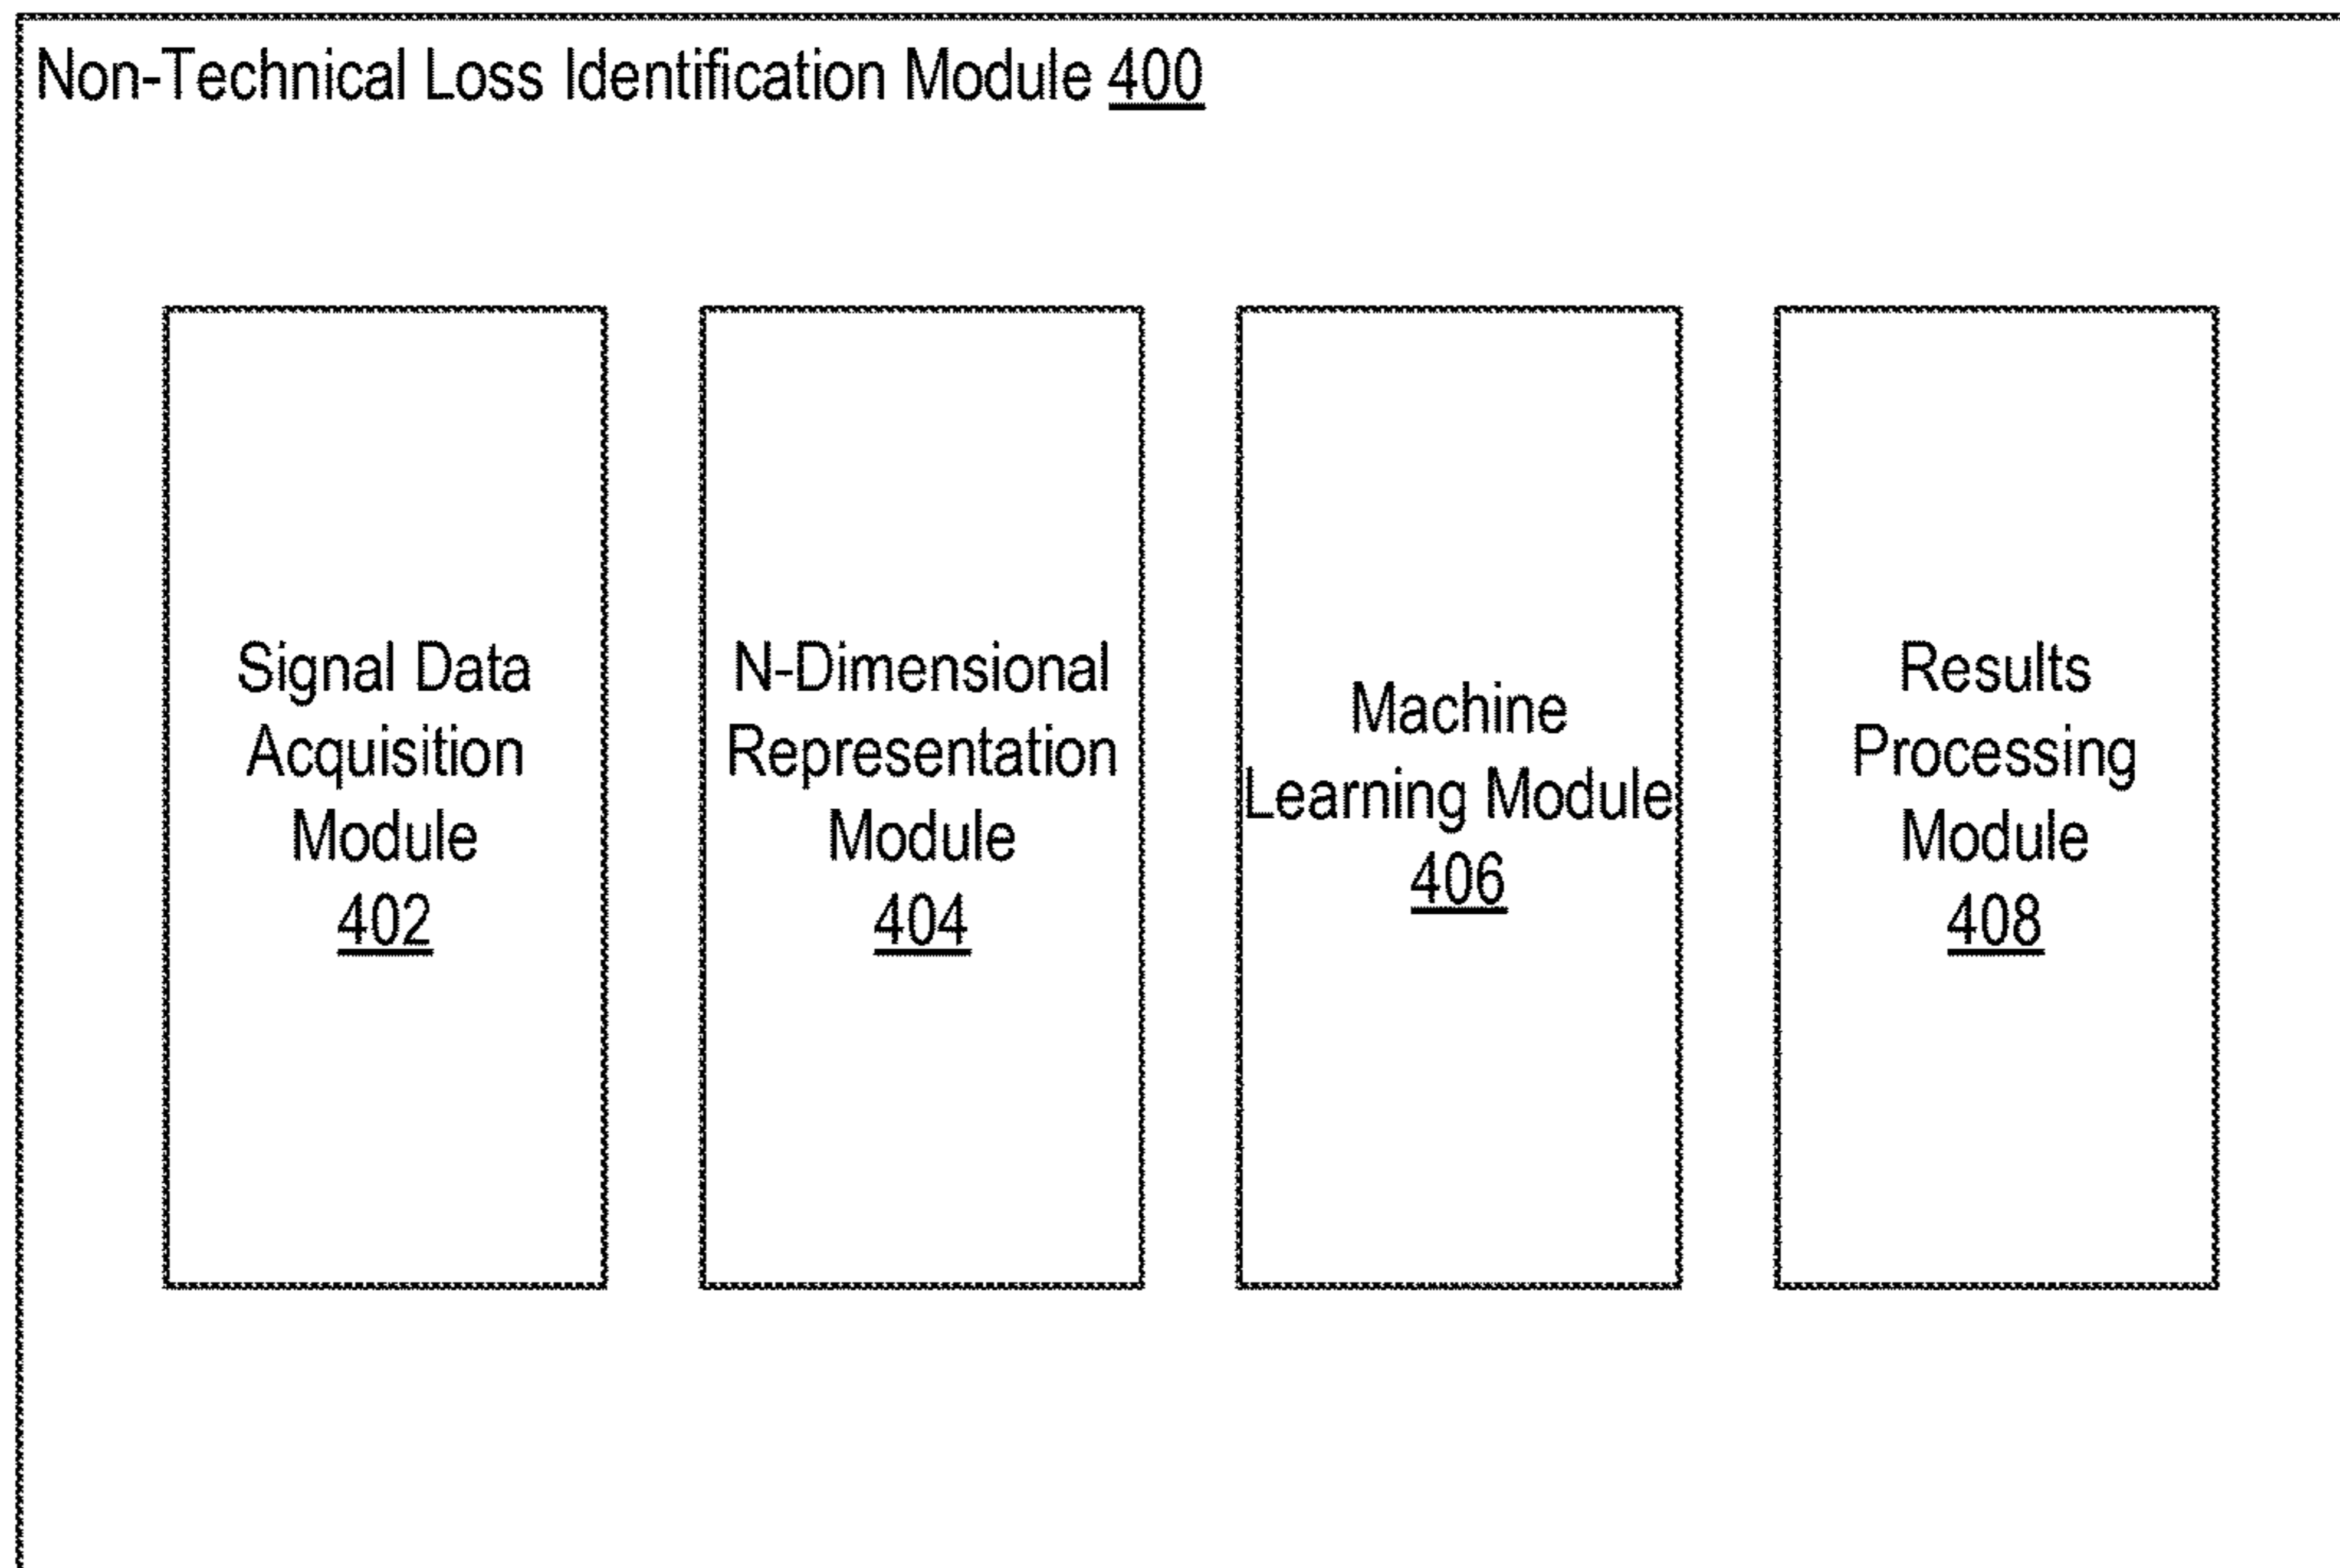 Non-Technical Loss Identification Module 400
Signal Data
Acquisition
Module
402
N-Dimensional
Representation
Module
404
Machine
Learning Module
406
Results
Processing
Module
408